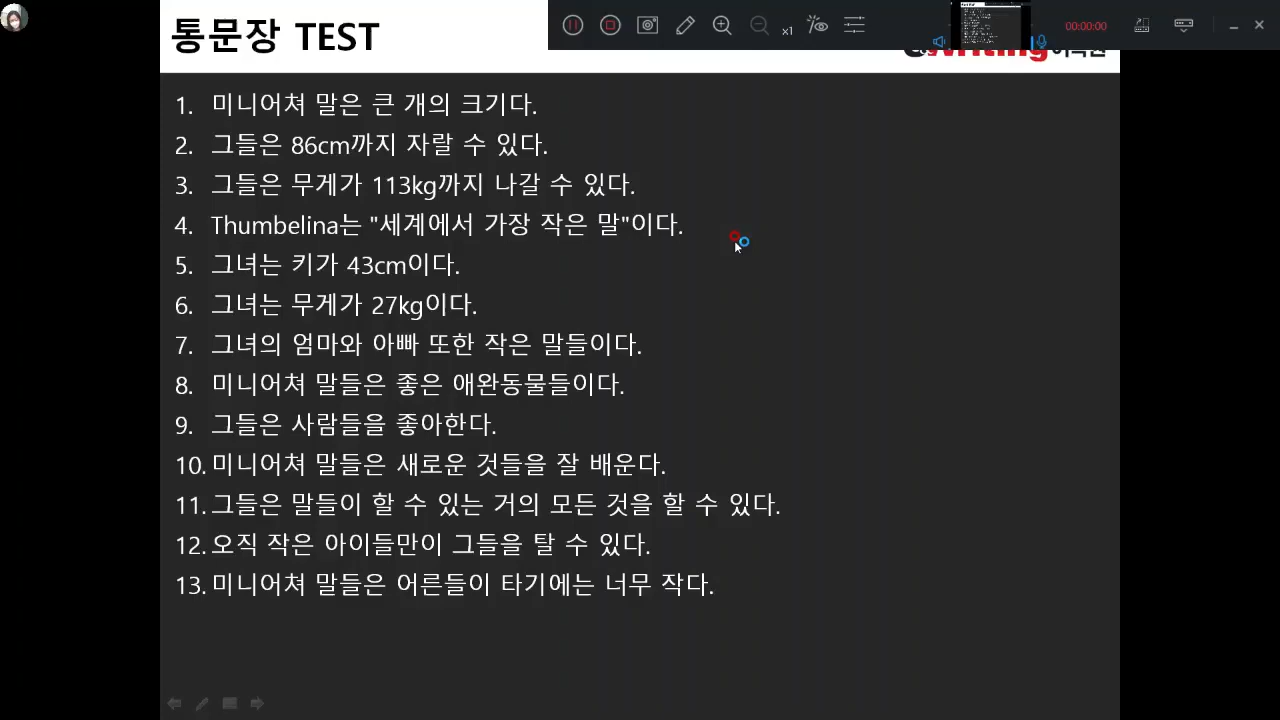 통문장 TEST
x1
00:00:00
1. 미니어쳐 말은 큰 개의 크기다.
2. 그들은 86cm까지 자랄 수 있다.
3. 그들은 무게가 113kg까지 나갈 수 있다.
4. Thumbelina는 "세계에서 가장 작은 말"이다.
5. 그녀는 키가 43cm이다.
6. 그녀는 무게가 27kg이다.
7. 그녀의 엄마와 아빠 또한 작은 말들이다.
8. 미니어쳐 말들은 좋은 애완동물들이다.
9. 그들은 사람들을 좋아한다.
10. 미니어쳐 말들은 새로운 것들을 잘 배운다.
11. 그들은 말들이 할 수 있는 거의 모든 것을 할 수 있다.
12. 오직 작은 아이들만이 그들을 탈 수 있다.
13. 미니어쳐 말들은 어른들이 타기에는 너무 작다.